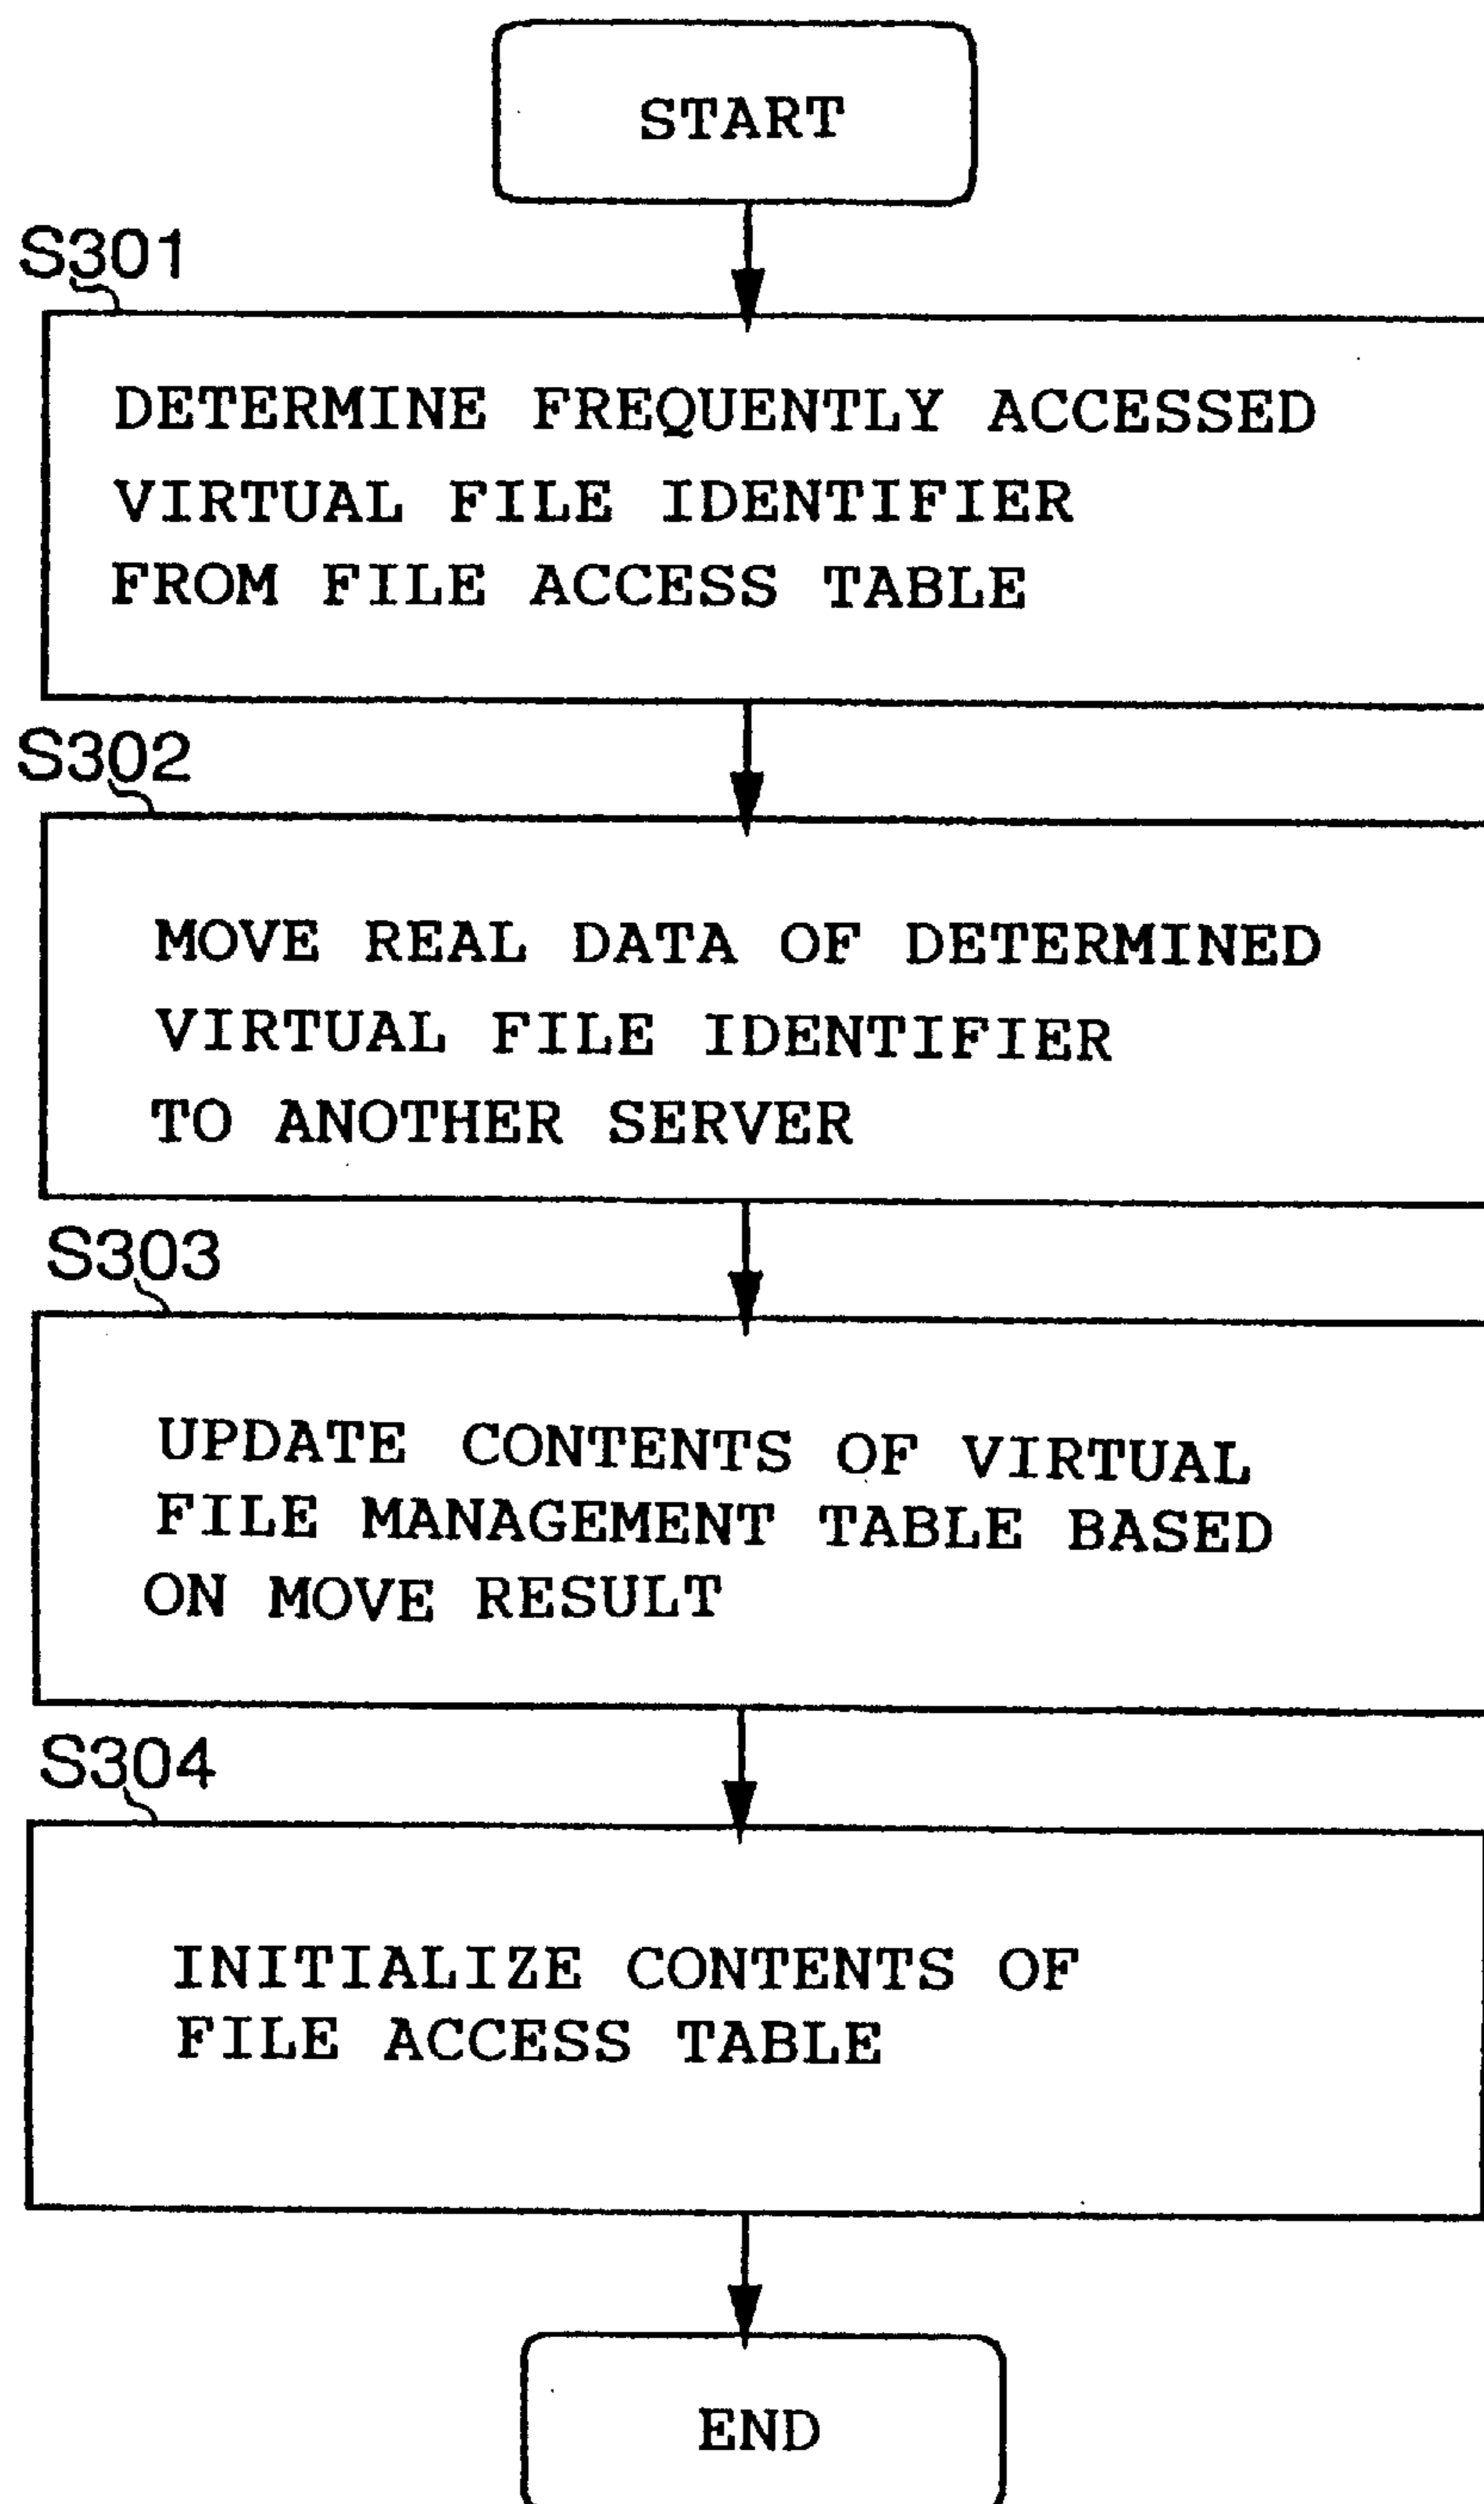 START
S301
DETERMINE FREQUENTLY ACCESSED
VIRTUAL FILE IDENTIFIER
FROM FILE ACCESS TABLE
S302
MOVE REAL DATA OF DETERMINED
VIRTUAL FILE IDENTIFIER
TO ANOTHER SERVER
S303
UPDATE CONTENTS OF VIRTUAL
FILE MANAGEMENT TABLE BASED
ON MOVE RESULT
S304
INITIALIZE CONTENTS OF
FILE ACCESS TABLE
END